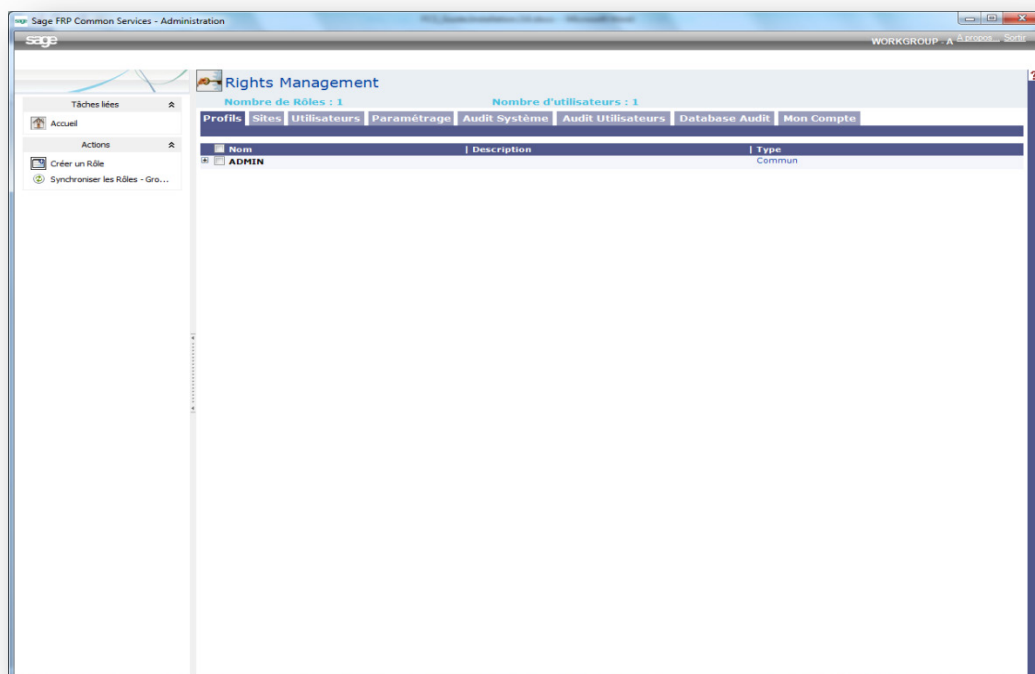 Sage FRP Common Services - Administration
sage
WORKGROUP - A A propos... Sortir
Rights Management
Nombre de Rôles : 1 Nombre d'utilisateurs : 1
Tâches liées
Accueil
Actions
Créer un Rôle
Synchroniser les Rôles - Gro...
Profils Sites Utilisateurs Paramétrage Audit Système Audit Utilisateurs Database Audit Mon Compte
Nom | Description | Type
ADMIN Commun